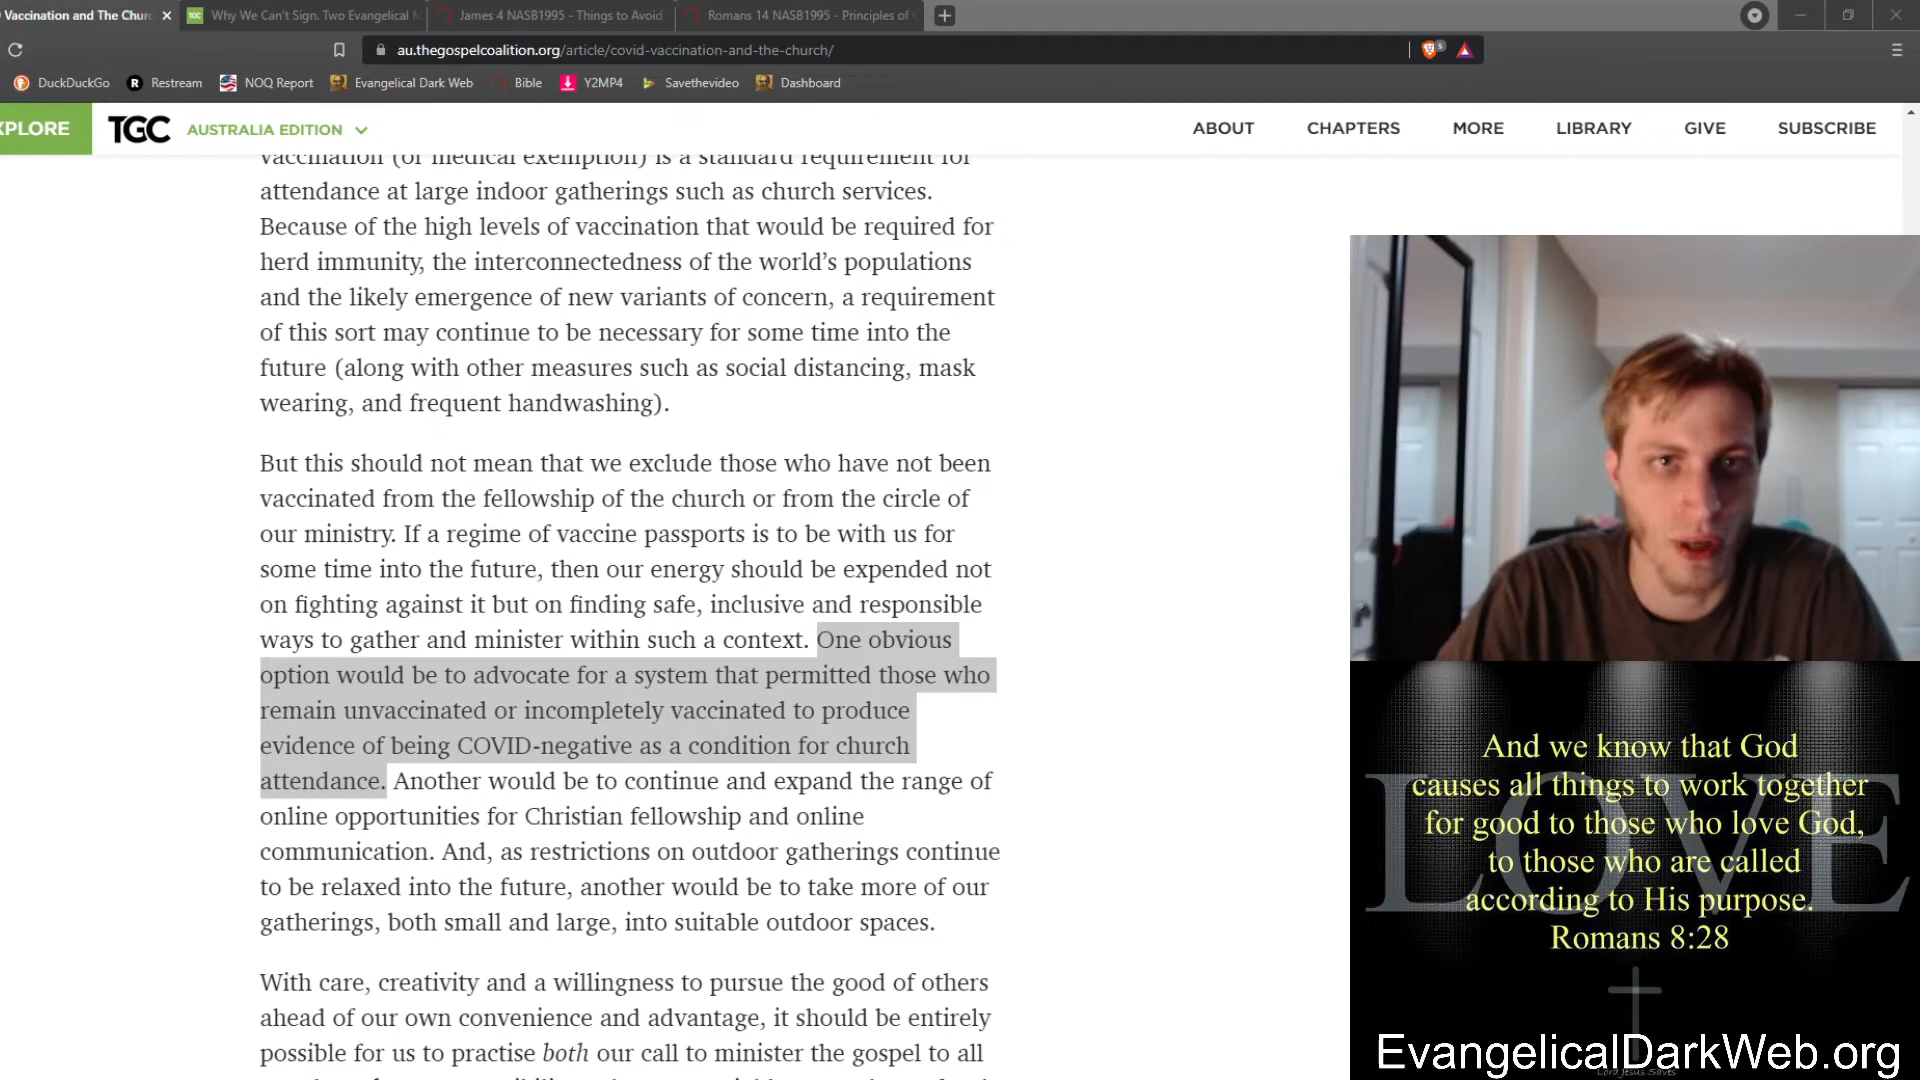 Vaccination and The Churc
Why We Can't Sign. Two Evangelical M
James 4 NASB1995 - Things to Avoid
Romans 14 NASB1995 - Principles of C
au.thegospelcoalition.org/article/covid-vaccination-and-the-church/
5
DuckDuckGo
Restream
NOQ Report
Evangelical Dark Web
Bible
Y2MP4
Savethevideo
Dashboard
XPLORE
TGC
AUSTRALIA EDITION
ABOUT
CHAPTERS
MORE
LIBRARY
GIVE
SUBSCRIBE
vaccination (or medical exemption) is a standard requirement for
attendance at large indoor gatherings such as church services.
Because of the high levels of vaccination that would be required for
herd immunity, the interconnectedness of the world’s populations
and the likely emergence of new variants of concern, a requirement
of this sort may continue to be necessary for some time into the
future (along with other measures such as social distancing, mask
wearing, and frequent handwashing).
But this should not mean that we exclude those who have not been
vaccinated from the fellowship of the church or from the circle of
our ministry. If a regime of vaccine passports is to be with us for
some time into the future, then our energy should be expended not
on fighting against it but on finding safe, inclusive and responsible
ways to gather and minister within such a context. One obvious
option would be to advocate for a system that permitted those who
remain unvaccinated or incompletely vaccinated to produce
evidence of being COVID-negative as a condition for church
attendance. Another would be to continue and expand the range of
online opportunities for Christian fellowship and online
communication. And, as restrictions on outdoor gatherings continue
to be relaxed into the future, another would be to take more of our
gatherings, both small and large, into suitable outdoor spaces.
With care, creativity and a willingness to pursue the good of others
ahead of our own convenience and advantage, it should be entirely
possible for us to practise both our call to minister the gospel to all
LOVE
And we know that God
causes all things to work together
for good to those who love God,
to those who are called
according to His purpose.
Romans 8:28
EvangelicalDarkWeb.org
Lord Jesus Saves